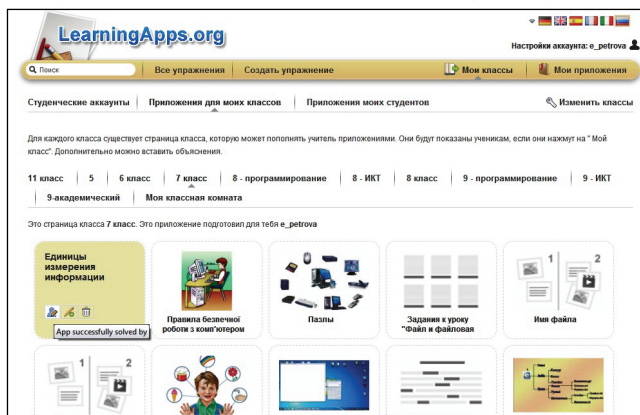 LearningApps.org
Настройки аккаунта: e_petrova
Поиск
Все упражнения
Создать упражнение
Мои классы
Мои приложения
Студенческие аккаунты
Приложения для моих классов
Приложения моих студентов
Изменить классы
Для каждого класса существует страница класса, которую может пополнять учитель приложениями. Они будут показаны ученикам, если они нажмут на " Мой
класс". Дополнительно можно вставить объяснения.
11 класс
5
6 класс
7 класс
8 - программирование
8 - ИКТ
8 класс
9 - программирование
9 - ИКТ
9-академический
Моя классная комната
Это страница класса 7 класс. Это приложение подготовил для тебя e_petrova
Единицы
измерения
информации
App successfully solved by
Правила безпечної
роботи з комп'ютером
Пазлы
Задания к уроку
"Файл и файловая
1
2
Имя файла
1
2